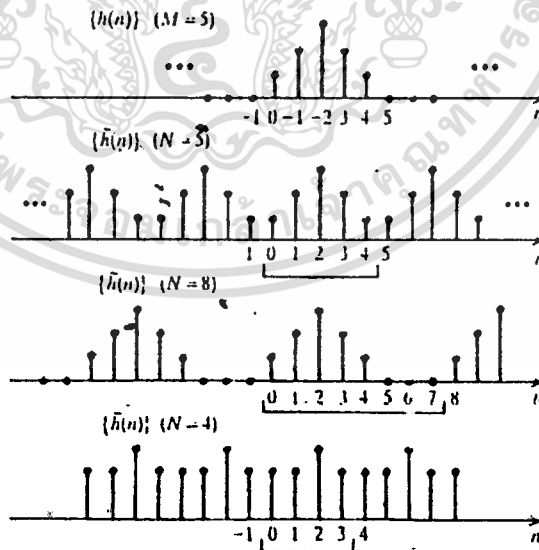 {h(n)} (M = 5)
... ...
-1 0 -1 -2 3 4 5 n
{h̄(n)}. (N = 5)
... ...
1 0 1 2 3 4 5 n
{h̄(n)} (N = 8)
0 1 2 3 4 5 6 7 8
{h̄(n)} (N = 4)
-1 0 1 2 3 4 n